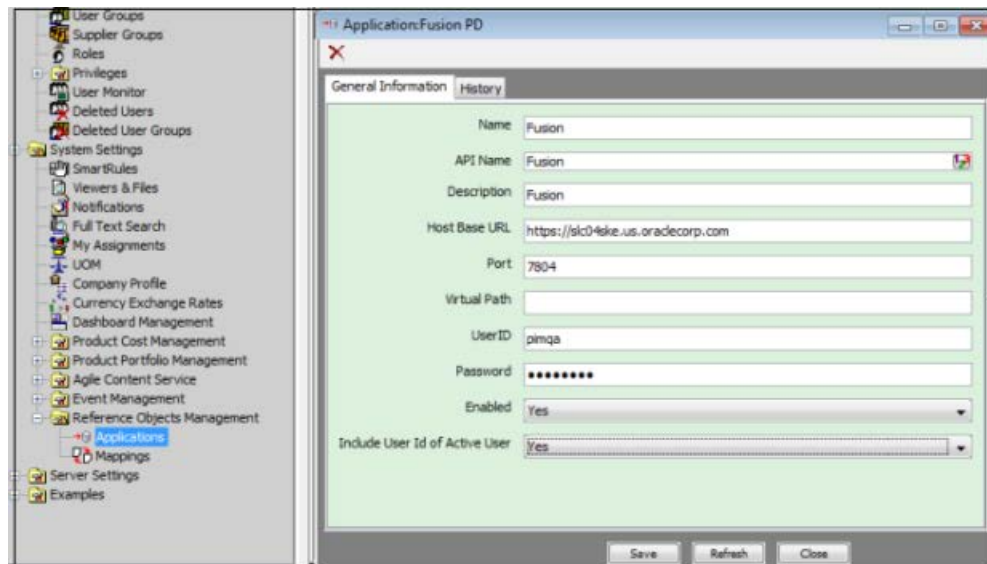 User Groups
Supplier Groups
Roles
Privileges
User Monitor
Deleted Users
Deleted User Groups
System Settings
SmartRules
Viewers & Files
Notifications
Full Text Search
My Assignments
UOM
Company Profile
Currency Exchange Rates
Dashboard Management
Product Cost Management
Product Portfolio Management
Agile Content Service
Event Management
Reference Objects Management
Applications
Mappings
Server Settings
Examples
Application:Fusion PD
General Information History
Name Fusion
API Name Fusion
Description Fusion
Host Base URL https://slc04ske.us.oraclecorp.com
Port 7804
Virtual Path
UserID pimqa
Password ••••••••
Enabled Yes
Include User Id of Active User Yes
Save Refresh Close